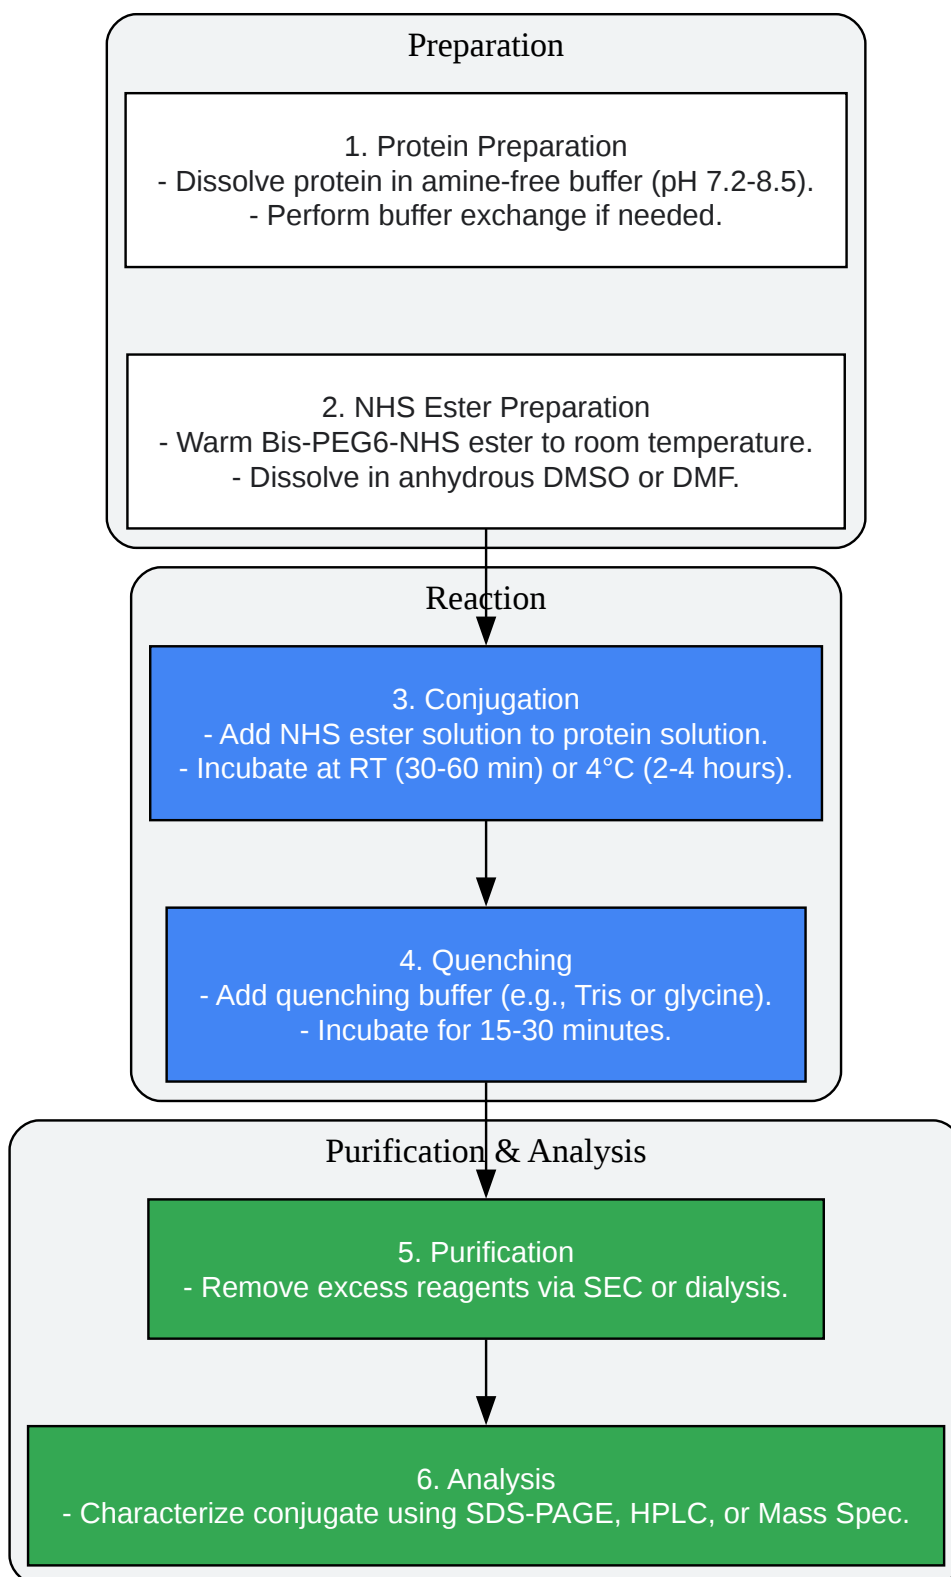 Preparation
1. Protein Preparation
- Dissolve protein in amine-free buffer (pH 7.2-8.5).
- Perform buffer exchange if needed.
2. NHS Ester Preparation
- Warm Bis-PEG6-NHS ester to room temperature.
- Dissolve in anhydrous DMSO or DMF.
Reaction
3. Conjugation
- Add NHS ester solution to protein solution.
- Incubate at RT (30-60 min) or 4°C (2-4 hours).
4. Quenching
- Add quenching buffer (e.g., Tris or glycine).
- Incubate for 15-30 minutes.
Purification & Analysis
5. Purification
- Remove excess reagents via SEC or dialysis.
6. Analysis
- Characterize conjugate using SDS-PAGE, HPLC, or Mass Spec.